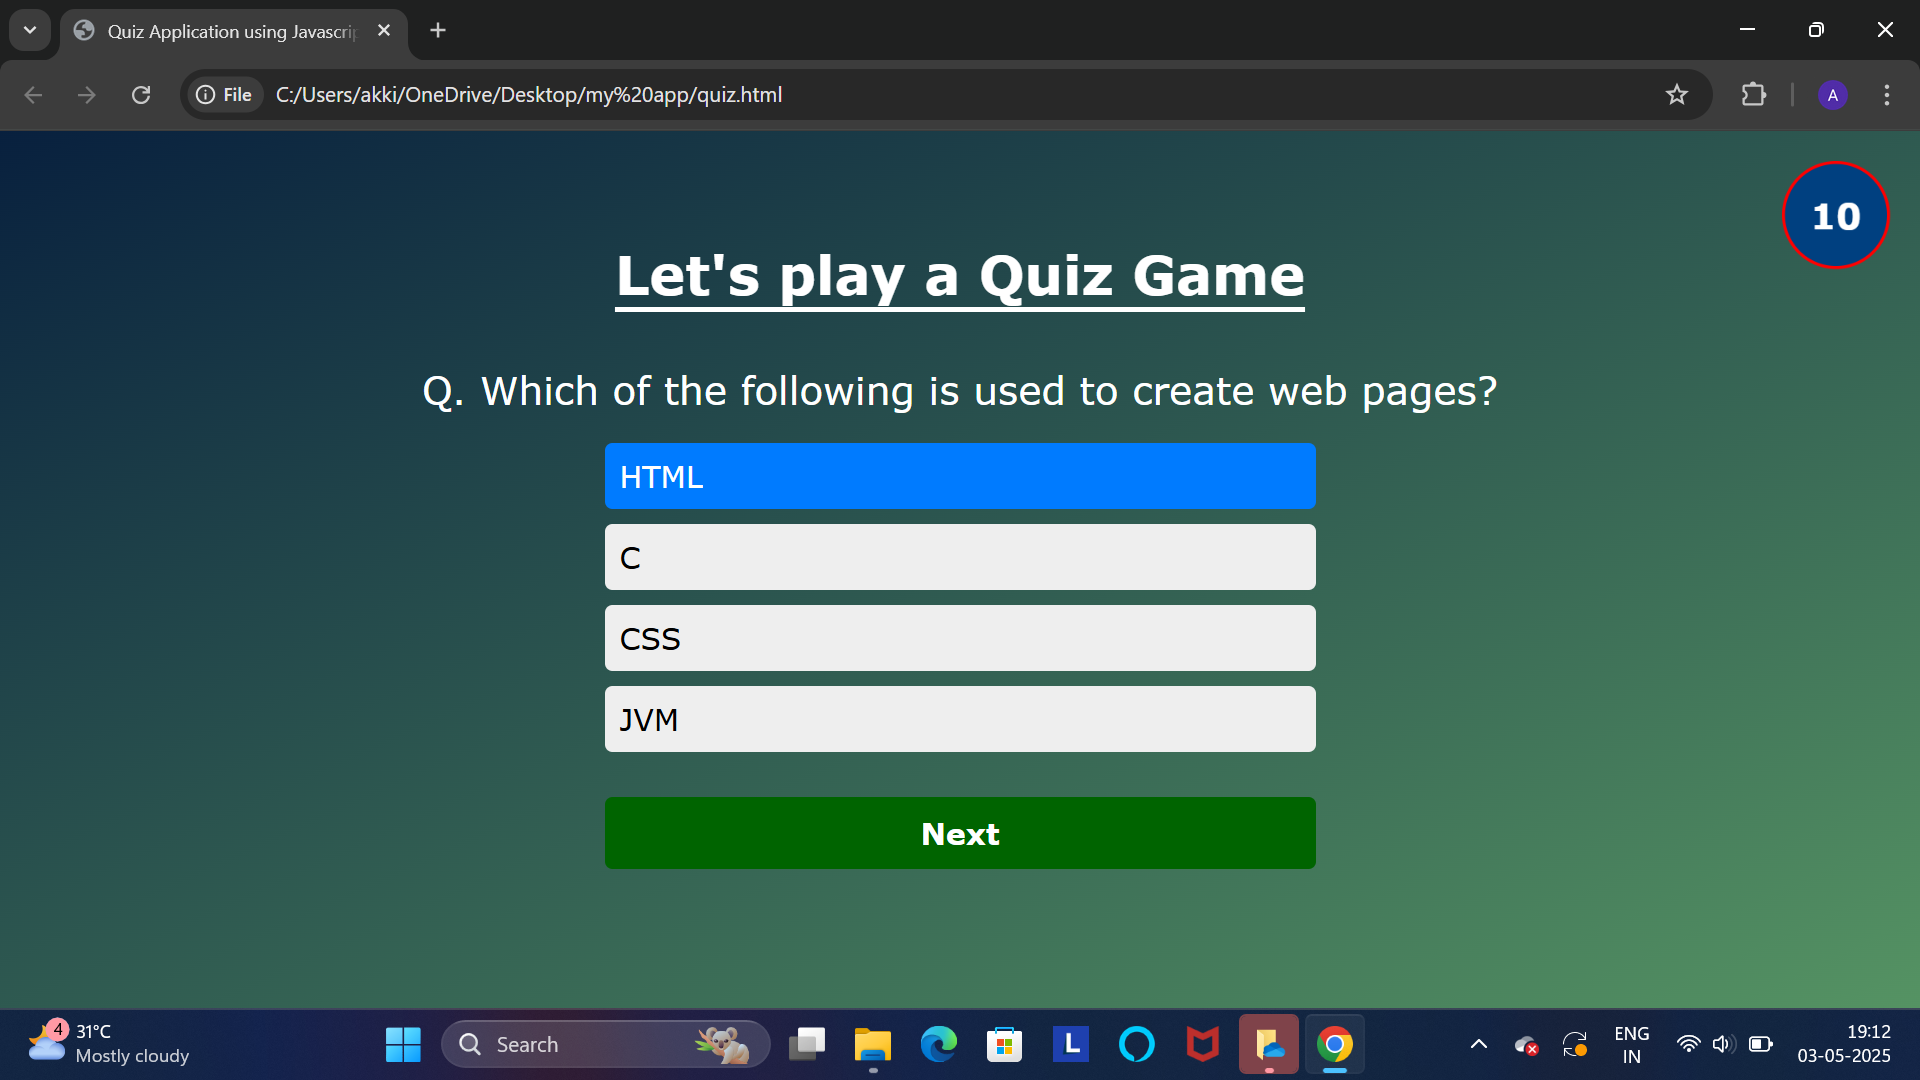 Quiz Application using Javascrip
File
C:/Users/akki/OneDrive/Desktop/my%20app/quiz.html
A
10
Let's play a Quiz Game
Q. Which of the following is used to create web pages?
HTML
C
CSS
JVM
Next
4
31°C
Mostly cloudy
Search
L
ENG
IN
19:12
03-05-2025